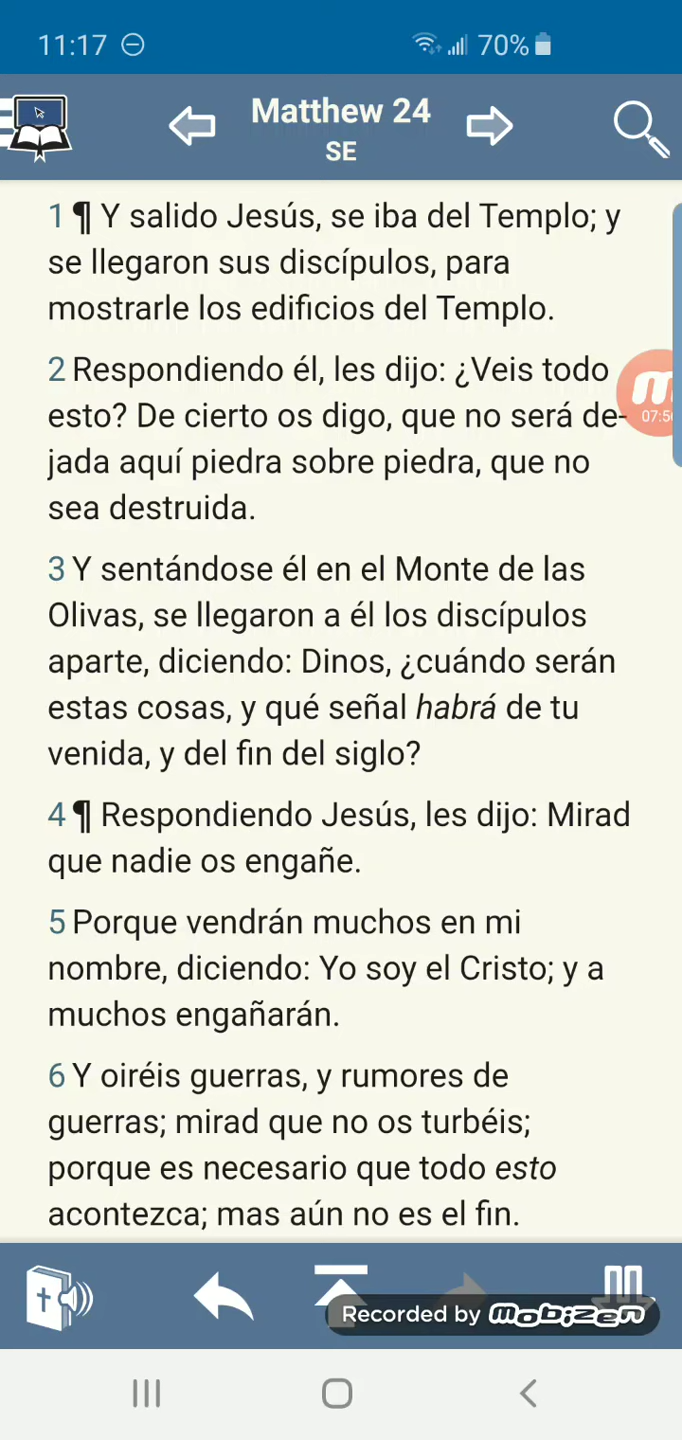 11:17
70%
Matthew 24
SE
1 ¶ Y salido Jesús, se iba del Templo; y
se llegaron sus discípulos, para
mostrarle los edificios del Templo.
2 Respondiendo él, les dijo: ¿Veis todo
esto? De cierto os digo, que no será de-
jada aquí piedra sobre piedra, que no
sea destruida.
3 Y sentándose él en el Monte de las
Olivas, se llegaron a él los discípulos
aparte, diciendo: Dinos, ¿cuándo serán
estas cosas, y qué señal habrá de tu
venida, y del fin del siglo?
4 ¶ Respondiendo Jesús, les dijo: Mirad
que nadie os engañe.
5 Porque vendrán muchos en mi
nombre, diciendo: Yo soy el Cristo; y a
muchos engañarán.
6 Y oiréis guerras, y rumores de
guerras; mirad que no os turbéis;
porque es necesario que todo esto
acontezca; mas aún no es el fin.
Recorded by mobizen